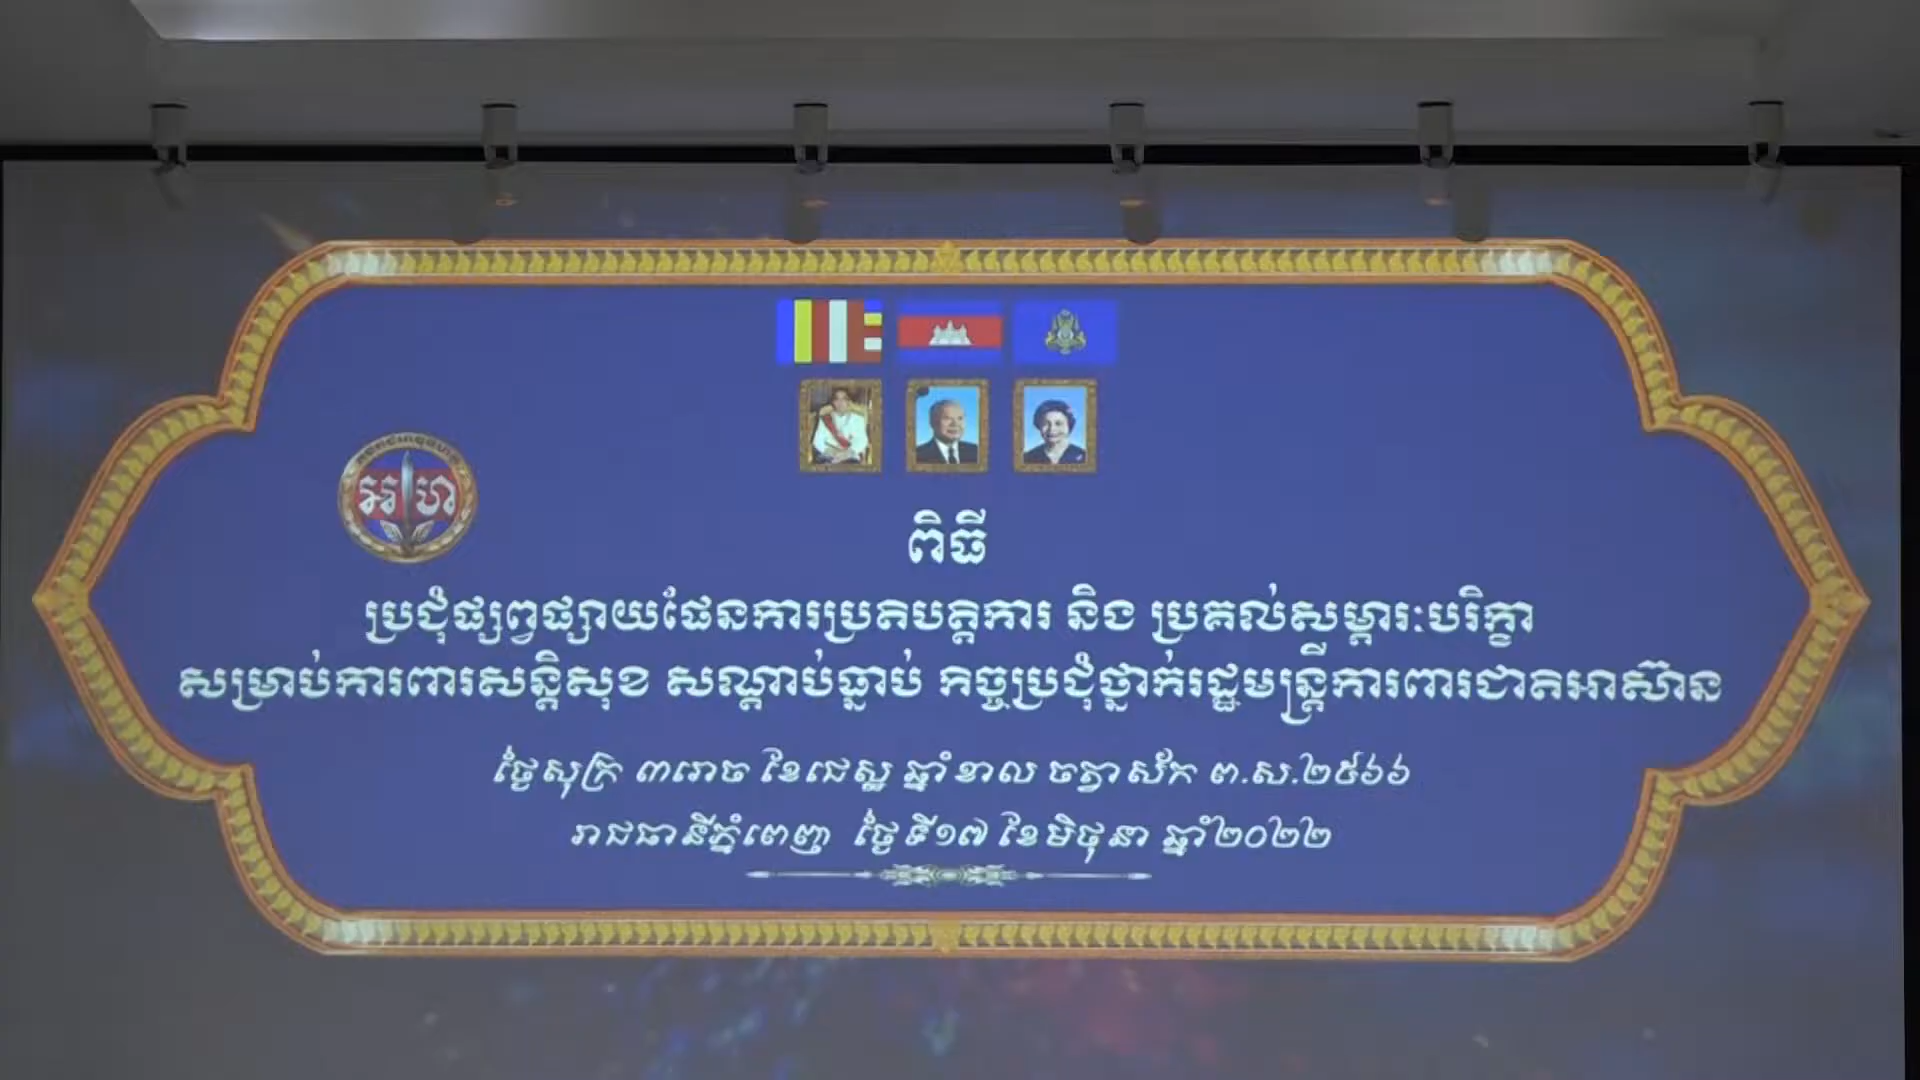 អ
ហ
ពិធី
ប្រជុំផ្សព្វផ្សាយផែនការប្រតិបត្តិការ និង ប្រគល់សម្ភារៈបរិក្ខា
សម្រាប់ការពារសន្តិសុខ សណ្តាប់ធ្នាប់ កិច្ចប្រជុំថ្នាក់រដ្ឋមន្ត្រីការពារជាតិអាស៊ាន
ថ្ងៃសុក្រ ៣រោច ខែជេស្ឋ ឆ្នាំខាល ចត្វាស័ក ព.ស.២៥៦៦
រាជធានីភ្នំពេញ ថ្ងៃទី១៧ ខែមិថុនា ឆ្នាំ២០២២